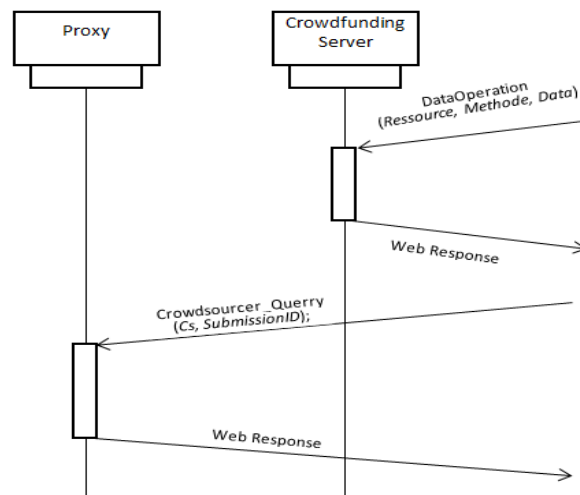 Proxy
Crowdfunding
Server
DataOperation
(Ressource, Methode, Data)
Web Response
Crowdsourcer_Querry
(Cs, SubmissionID);
Web Response